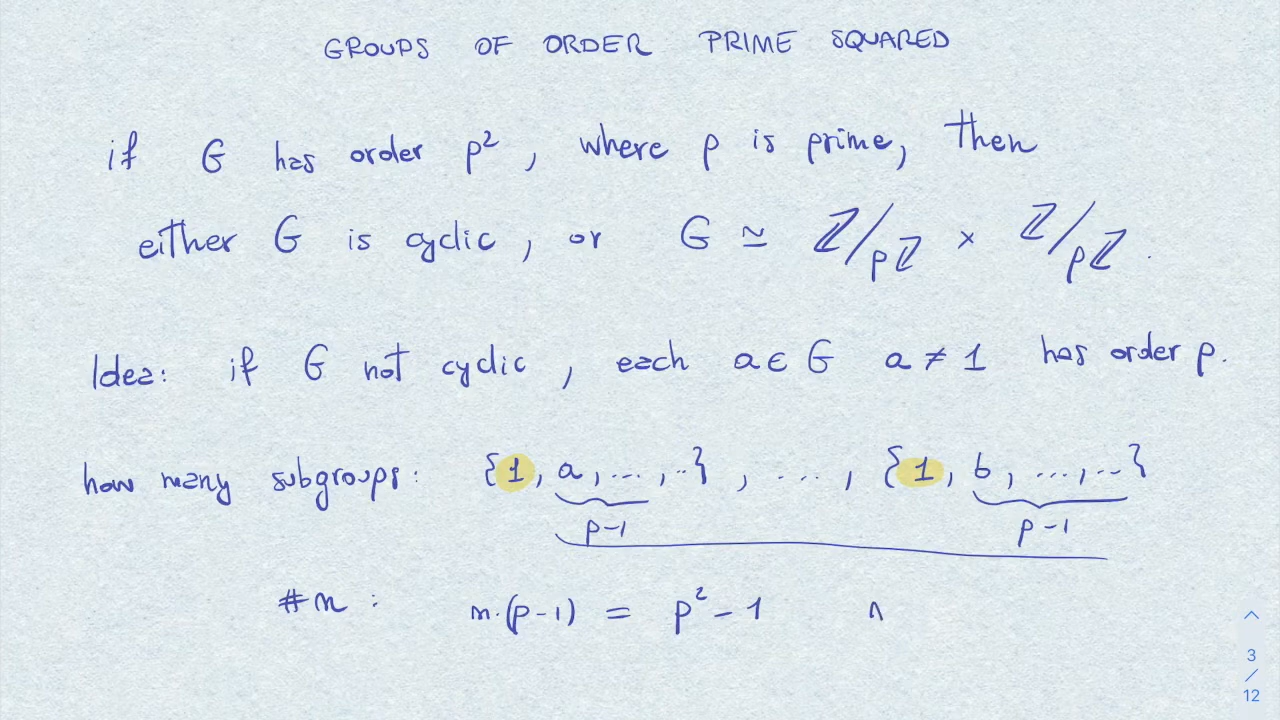 GROUPS OF ORDER PRIME SQUARED
if G has order p², where p is prime, then
either G is cyclic, or G ≃ ℤ/pℤ × ℤ/pℤ.
Idea: if G not cyclic, each a ∈ G a ≠ 1 has order p.
how many subgroups: {1, a, ..., ..}, ...., {1, b, ..., ..}
p-1 p-1
#n: n·(p-1) = p² - 1 n
3
/
12